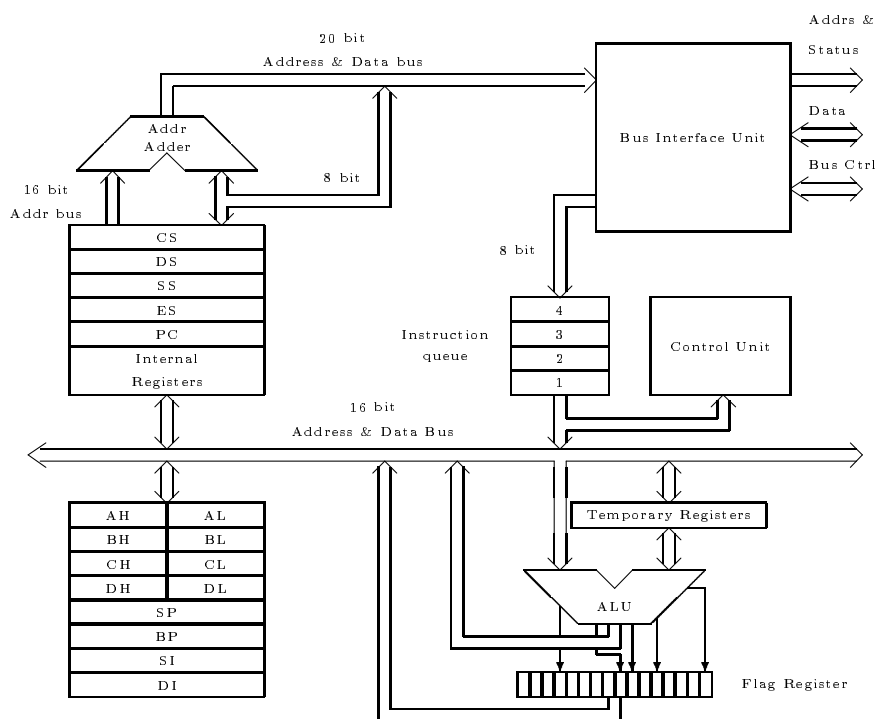 Addrs &
Status
20 bit
Address & Data bus
Addr
Adder
Data
Bus Interface Unit
Bus Ctrl
8 bit
16 bit
Addr bus
CS
DS
SS
ES
PC
Internal
Registers
8 bit
Instruction
queue
4
3
2
1
Control Unit
16 bit
Address & Data Bus
AH AL
BH BL
CH CL
DH DL
SP
BP
SI
DI
Temporary Registers
ALU
Flag Register